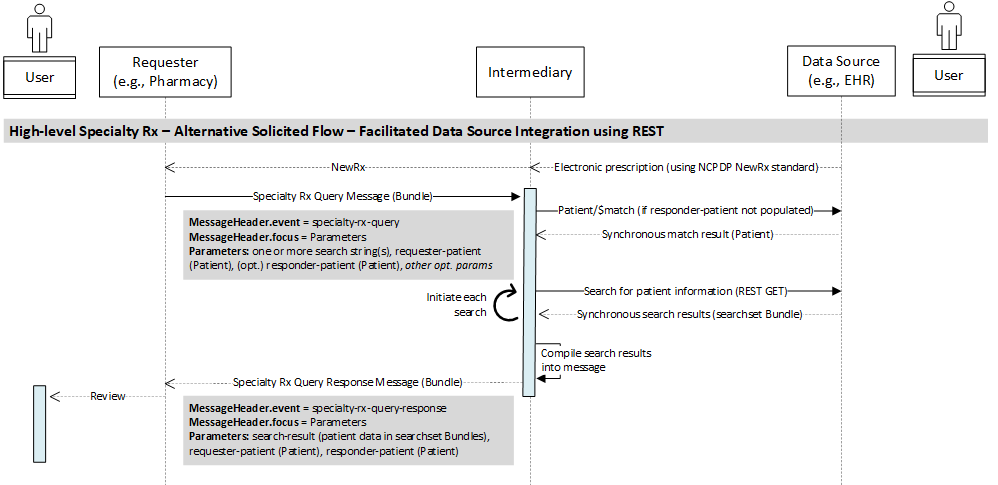 User
Requester
(e.g., Pharmacy)
Intermediary
Data Source
(e.g., EHR)
User
High-level Specialty Rx – Alternative Solicited Flow – Facilitated Data Source Integration using REST
NewRx
Electronic prescription (using NCPDP NewRx standard)
Specialty Rx Query Message (Bundle)
MessageHeader.event = specialty-rx-query
MessageHeader.focus = Parameters
Parameters: one or more search string(s), requester-patient
(Patient), (opt.) responder-patient (Patient), other opt. params
Patient/$match (if responder-patient not populated)
Synchronous match result (Patient)
Initiate each
search
Search for patient information (REST GET)
Synchronous search results (searchset Bundle)
Compile search results
into message
Specialty Rx Query Response Message (Bundle)
Review
MessageHeader.event = specialty-rx-query-response
MessageHeader.focus = Parameters
Parameters: search-result (patient data in searchset Bundles),
requester-patient (Patient), responder-patient (Patient)